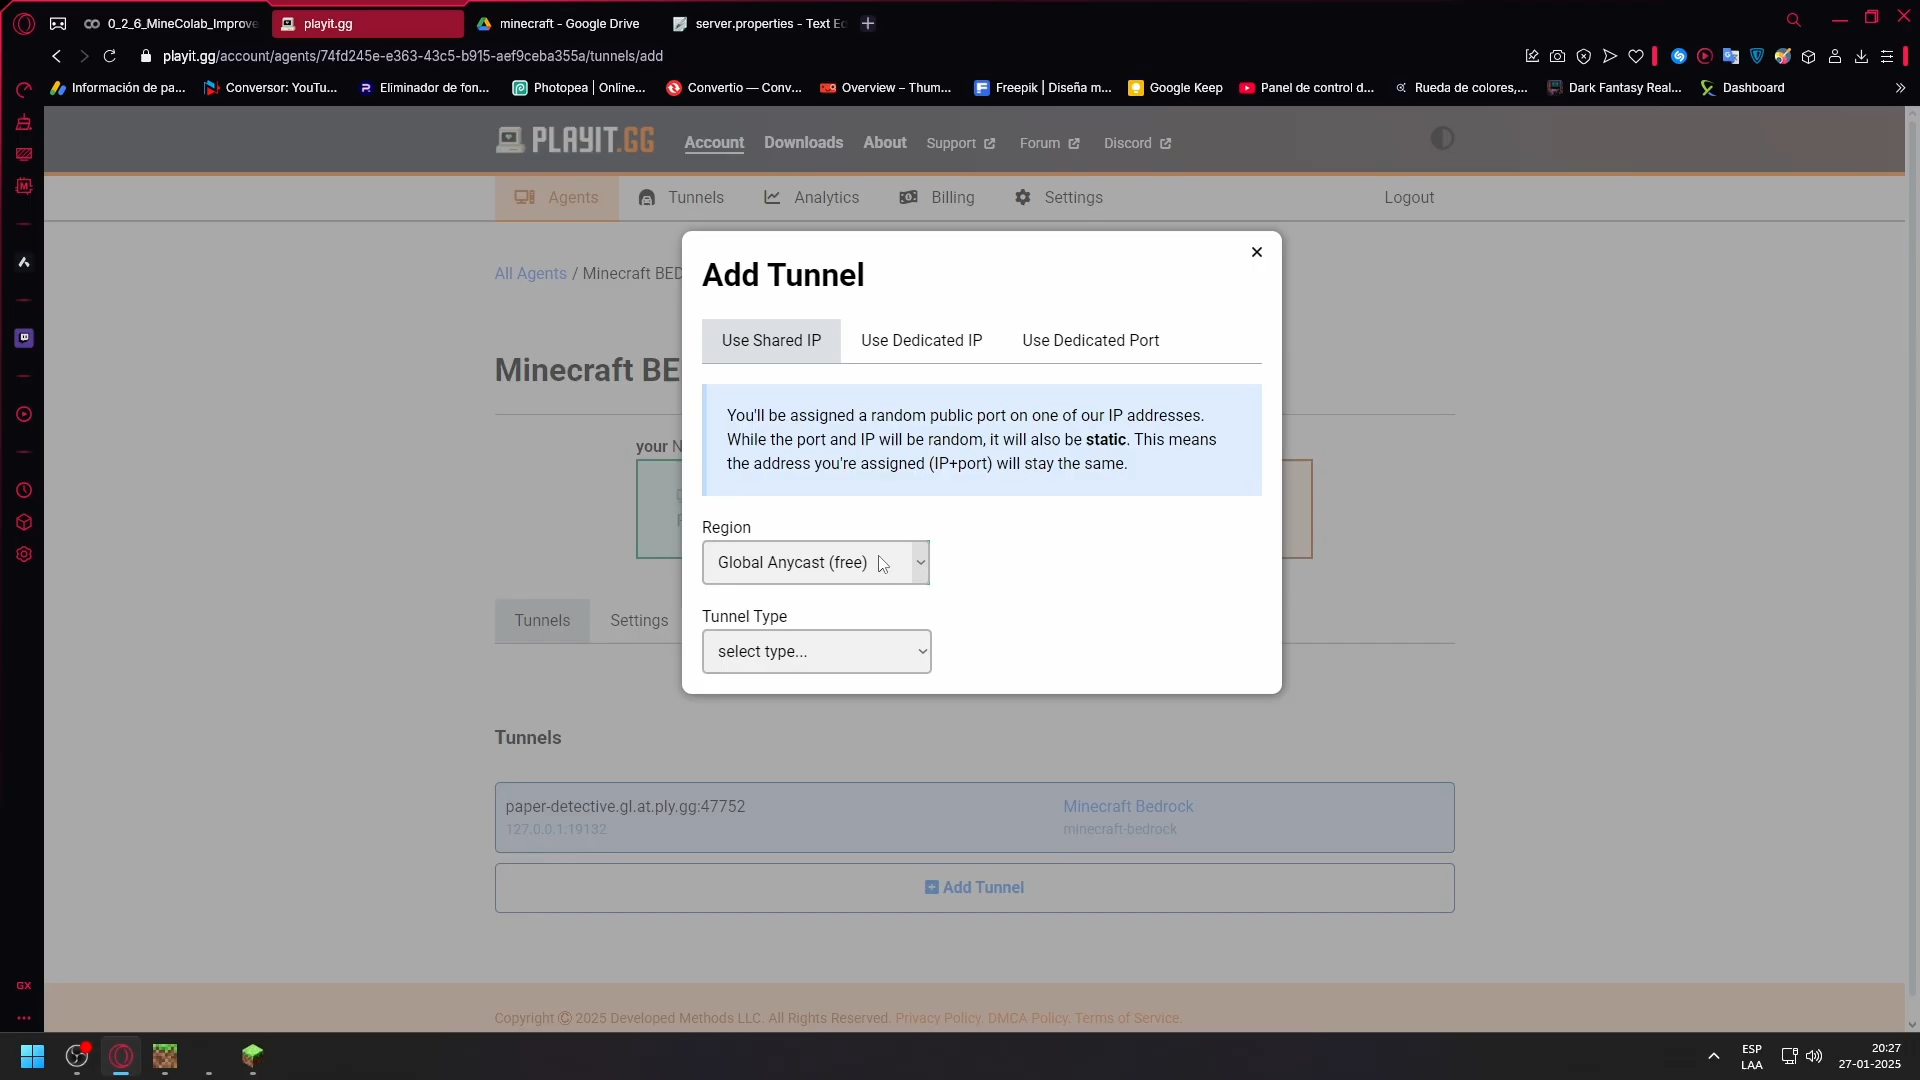 0_2_6_MineColab_Improve
playit.gg
minecraft - Google Drive
server.properties - Text Ed
playit.gg/account/agents/74fd245e-e363-43c5-b915-aef9ceba355a/tunnels/add
Información de pa...
Conversor: YouTu...
Eliminador de fon...
Photopea | Online...
Convertio — Conv...
Overview – Thum...
Freepik | Diseña m...
Google Keep
Panel de control d...
Rueda de colores,...
Dark Fantasy Real...
Dashboard
PLAYIT.GG
Account
Downloads
About
Support
Forum
Discord
Agents
Tunnels
Analytics
Billing
Settings
Logout
All Agents / Minecraft BED
Add Tunnel
Use Shared IP
Use Dedicated IP
Use Dedicated Port
Minecraft BE
You'll be assigned a random public port on one of our IP addresses.
While the port and IP will be random, it will also be static. This means
the address you're assigned (IP+port) will stay the same.
your N
Region
Global Anycast (free)
Tunnel Type
select type...
Tunnels
Settings
Tunnels
paper-detective.gl.at.ply.gg:47752
127.0.0.1:19132
Minecraft Bedrock
minecraft-bedrock
Add Tunnel
GX
Copyright © 2025 Developed Methods LLC. All Rights Reserved. Privacy Policy. DMCA Policy. Terms of Service.
ESP
LAA
20:27
27-01-2025